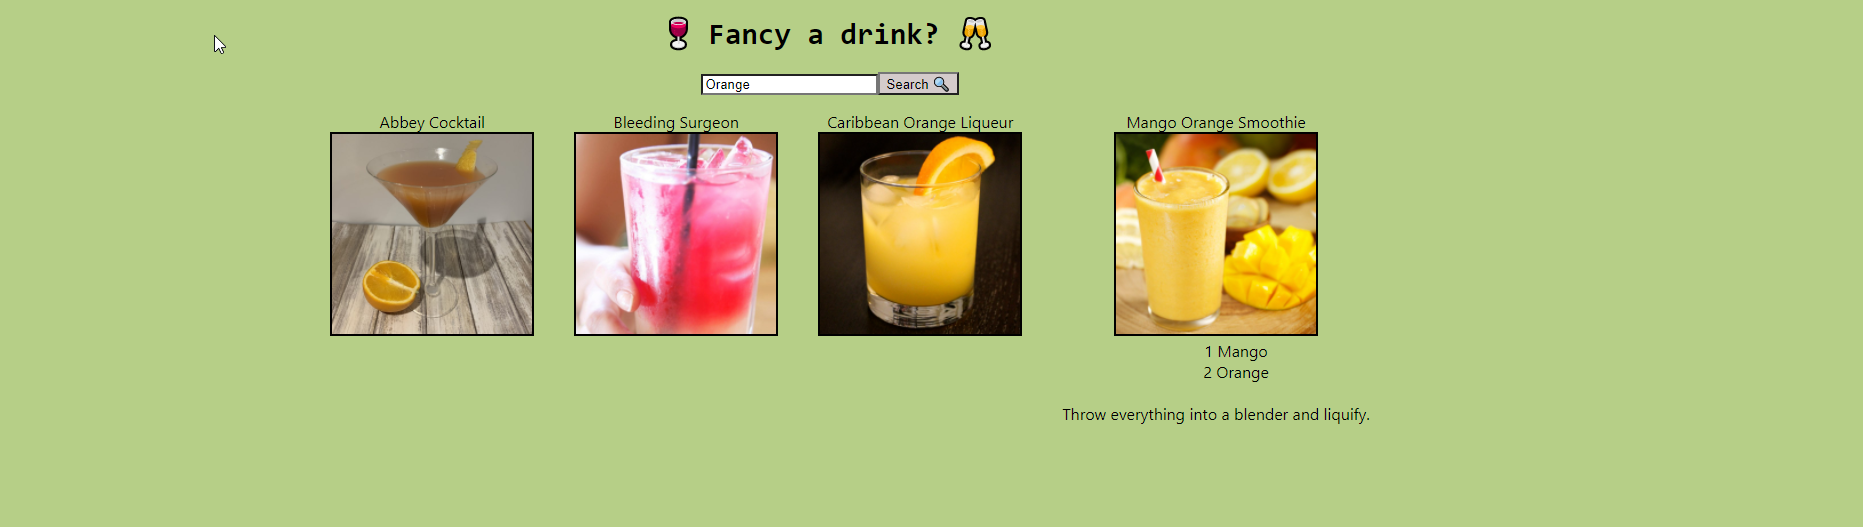 🍷 Fancy a drink? 🥂
Orange Search 🔍
Abbey Cocktail
Bleeding Surgeon
Caribbean Orange Liqueur
Mango Orange Smoothie
1 Mango
2 Orange
Throw everything into a blender and liquify.